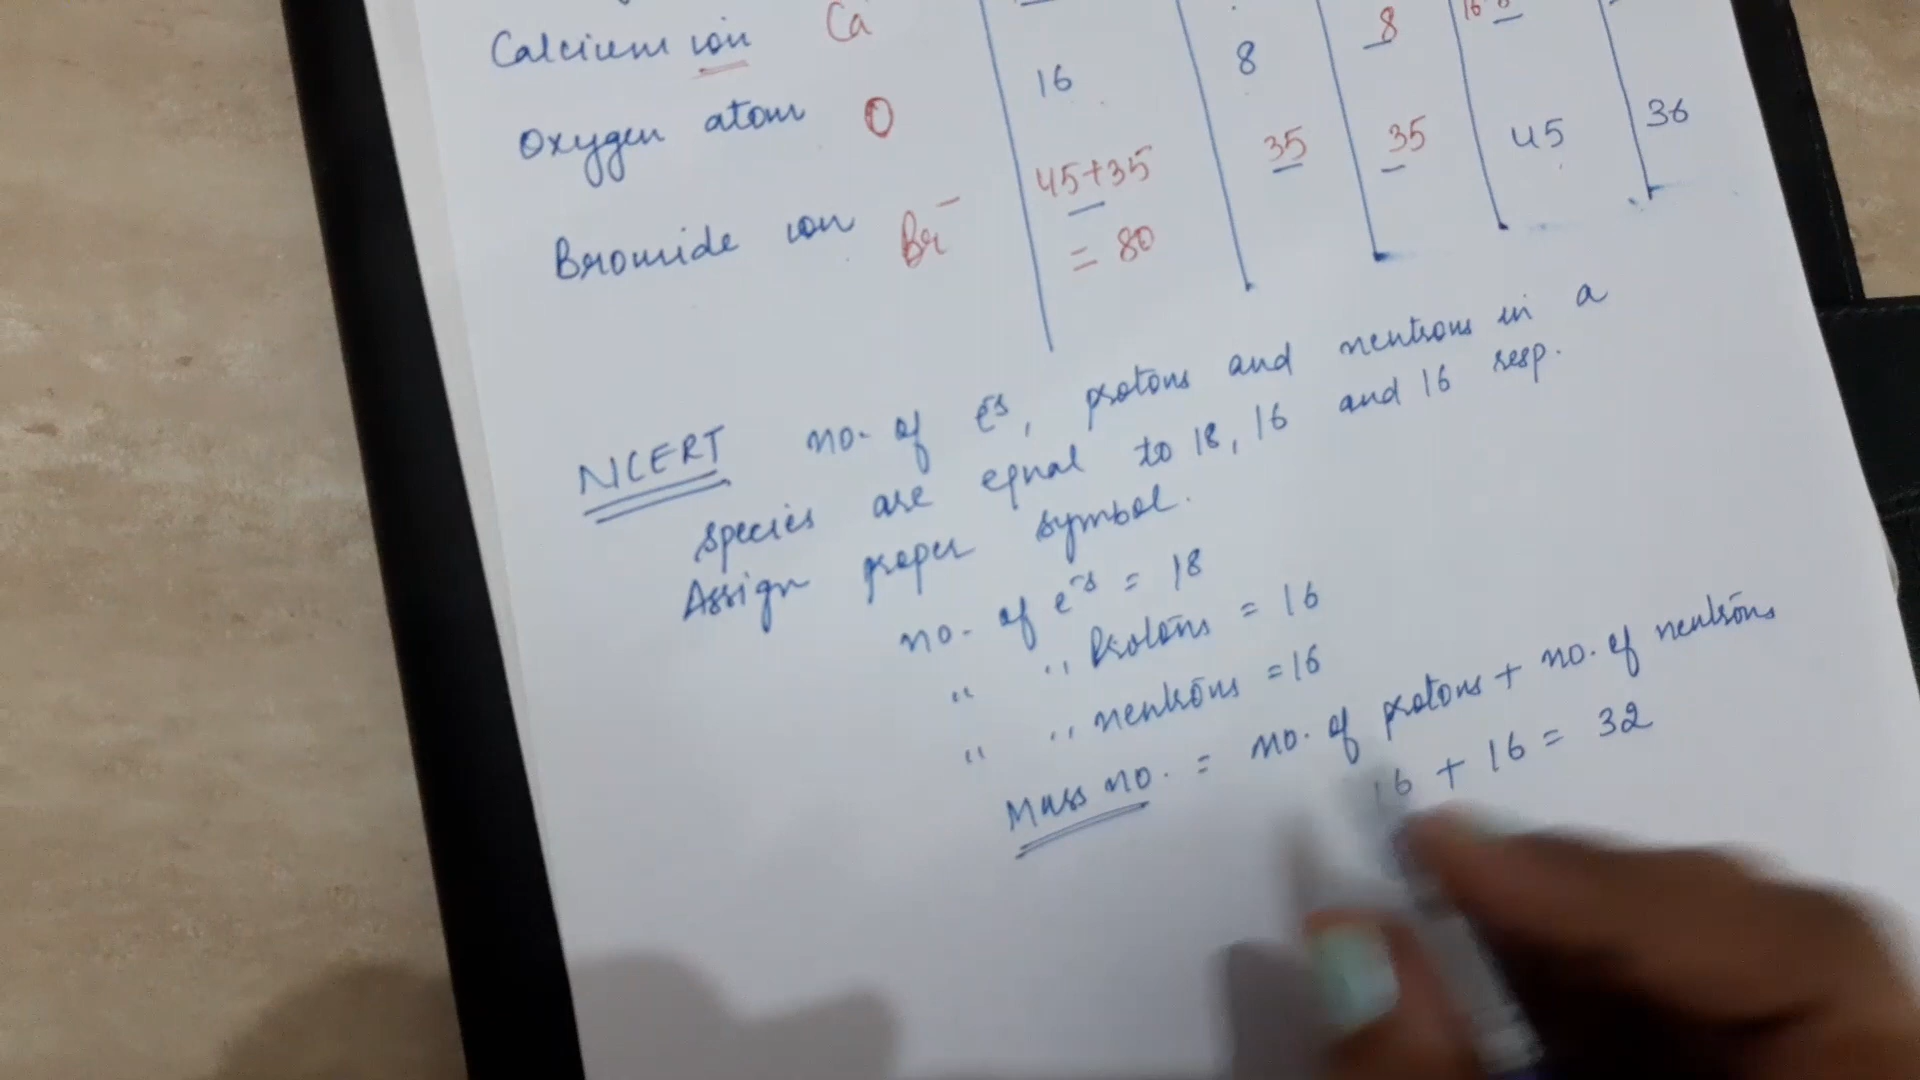 Calcium ion Ca
8
16
Oxygen atom O 16 8
Bromide ion Br⁻ 45+35 35 35 45 36
= 80
NCERT no. of e⁻s, protons and neutrons in a
species are equal to 18, 16 and 16 resp.
Assign proper symbol.
no. of e⁻s = 18
" " Protons = 16
" " neutrons = 16
Mass no. = no. of protons + no. of neutrons
16 + 16 = 32